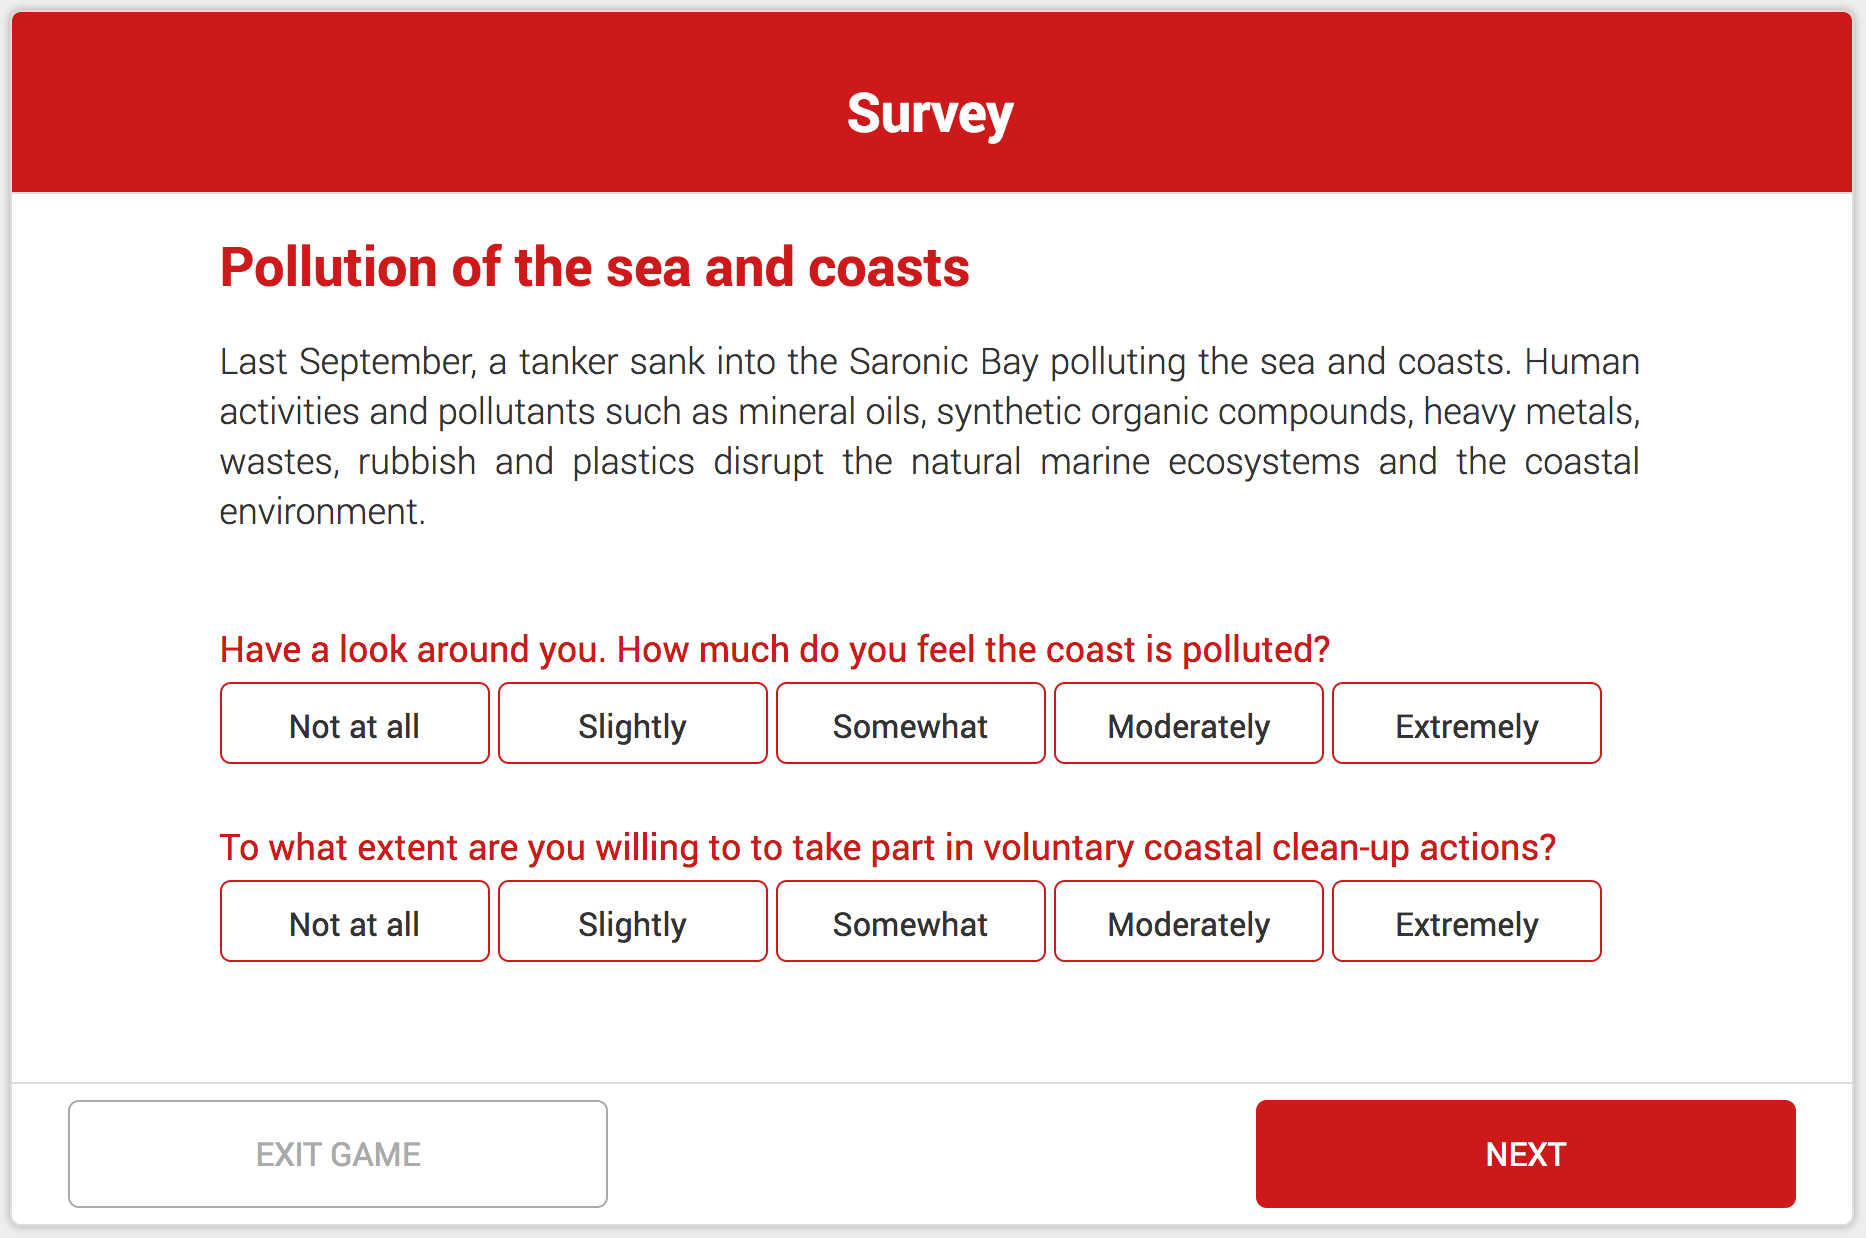 Survey
Pollution of the sea and coasts
Last September, a tanker sank into the Saronic Bay polluting the sea and coasts. Human
activities and pollutants such as mineral oils, synthetic organic compounds, heavy metals,
wastes, rubbish and plastics disrupt the natural marine ecosystems and the coastal
environment.
Have a look around you. How much do you feel the coast is polluted?
Not at all Slightly Somewhat Moderately Extremely
To what extent are you willing to to take part in voluntary coastal clean-up actions?
Not at all Slightly Somewhat Moderately Extremely
EXIT GAME NEXT